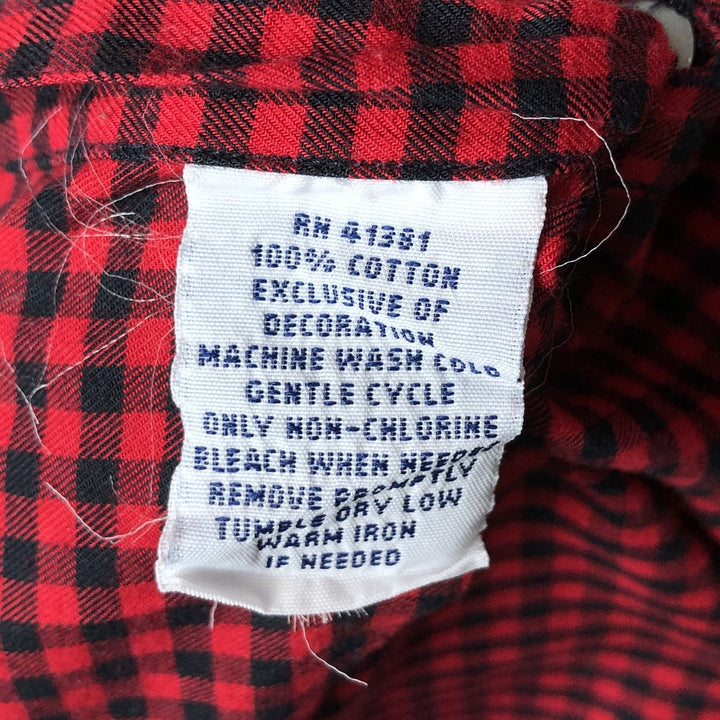 RN 41381
100% COTTON
EXCLUSIVE OF
DECORATION
MACHINE WASH COLD
GENTLE CYCLE
ONLY NON-CHLORINE
BLEACH WHEN NEEDED
REMOVE PROMPTLY
TUMBLE DRY LOW
WARM IRON
IF NEEDED